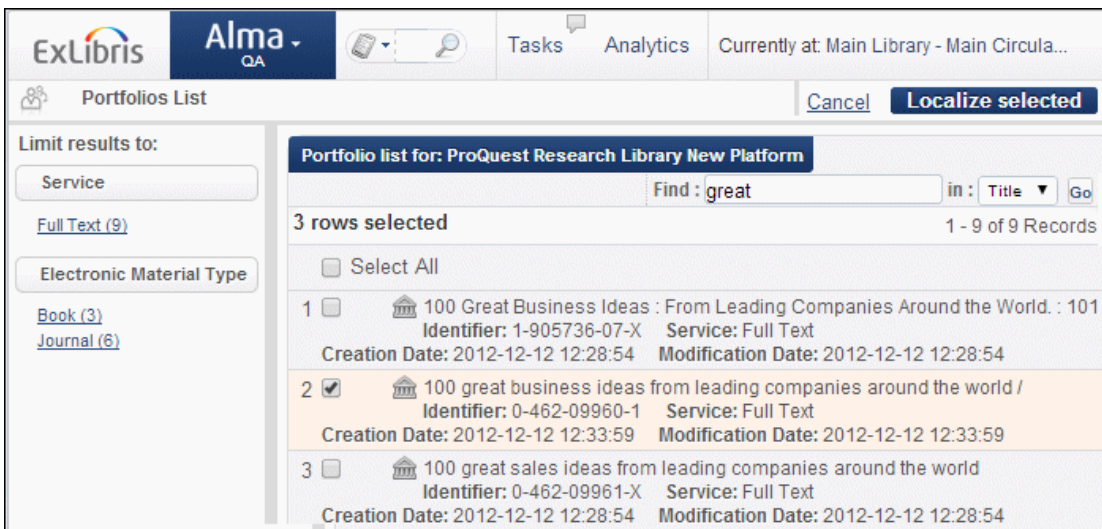 ExLibris
Alma
QA
Tasks
Analytics
Currently at: Main Library - Main Circula...
Portfolios List
Cancel
Localize selected
Limit results to:
Service
Full Text (9)
Electronic Material Type
Book (3)
Journal (6)
Portfolio list for: ProQuest Research Library New Platform
Find : great in : Title Go
3 rows selected
1 - 9 of 9 Records
Select All
1 100 Great Business Ideas : From Leading Companies Around the World. : 101
Identifier: 1-905736-07-X Service: Full Text
Creation Date: 2012-12-12 12:28:54 Modification Date: 2012-12-12 12:28:54
2 100 great business ideas from leading companies around the world /
Identifier: 0-462-09960-1 Service: Full Text
Creation Date: 2012-12-12 12:33:59 Modification Date: 2012-12-12 12:33:59
3 100 great sales ideas from leading companies around the world
Identifier: 0-462-09961-X Service: Full Text
Creation Date: 2012-12-12 12:28:54 Modification Date: 2012-12-12 12:28:54